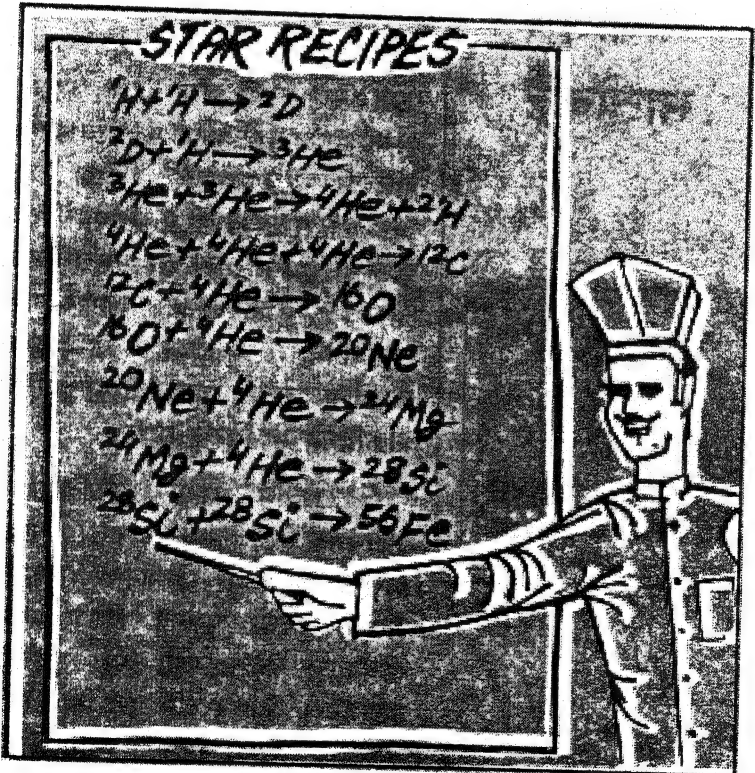 STAR RECIPES
¹H+¹H→²D
²D+¹H→³He
³He+³He→⁴He+2¹H
⁴He+⁴He+⁴He→¹²C
¹²C+⁴He→¹⁶O
¹⁶O+⁴He→²⁰Ne
²⁰Ne+⁴He→²⁴Mg
²⁴Mg+⁴He→²⁸Si
²⁸Si+²⁸Si→⁵⁶Fe